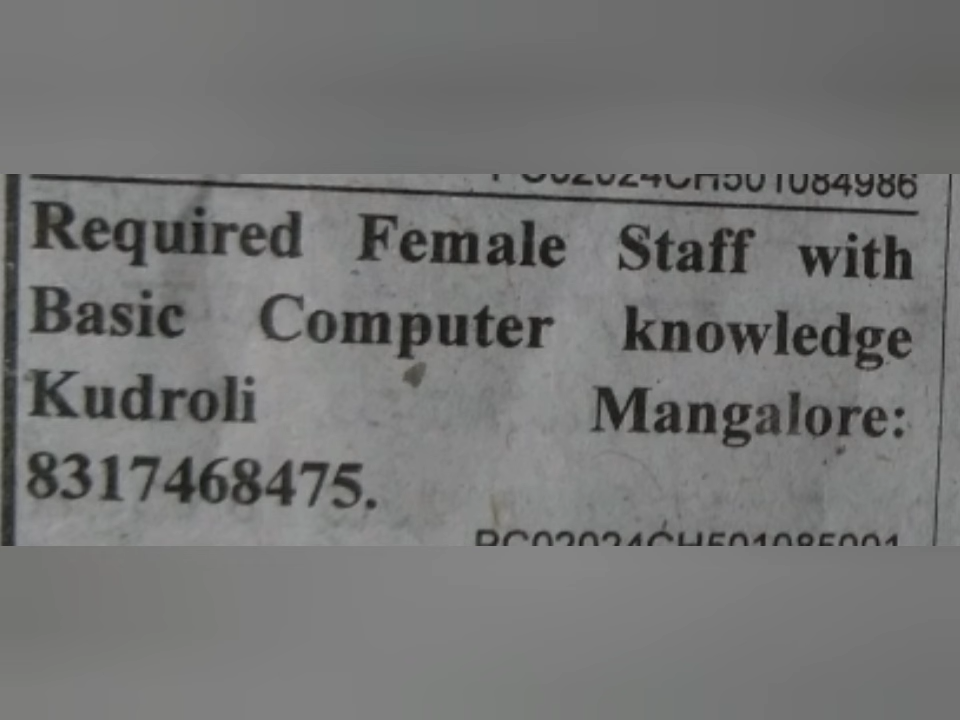 Required Female Staff with
Basic Computer knowledge
Kudroli Mangalore:
8317468475.